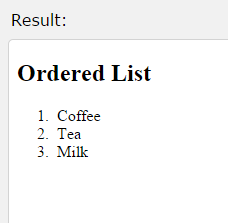 Result:
Ordered List
1. Coffee
2. Tea
3. Milk